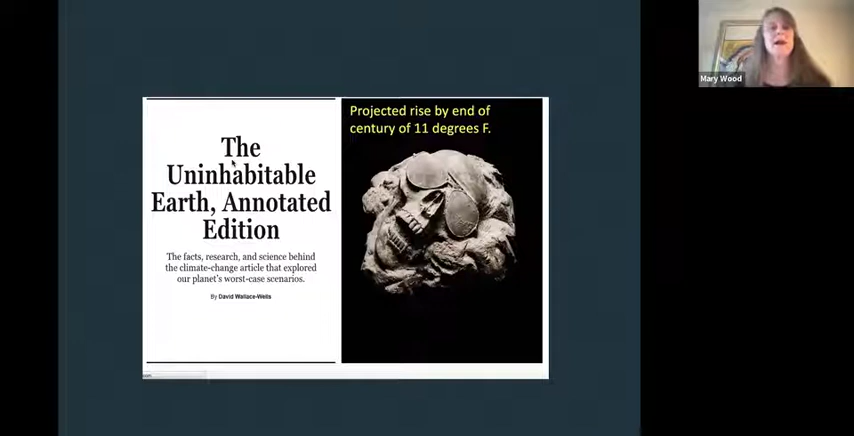 The
Uninhabitable
Earth, Annotated
Edition
The facts, research, and science behind
the climate-change article that explored
our planet's worst-case scenarios.
By David Wallace-Wells
Projected rise by end of
century of 11 degrees F.
Mary Wood